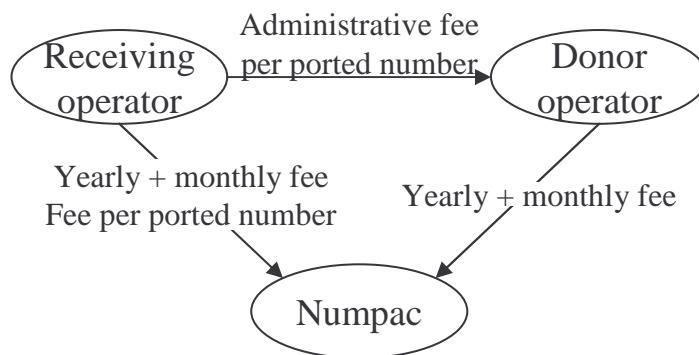 Administrative fee
per ported number
Receiving
operator
Donor
operator
Yearly + monthly fee
Fee per ported number
Yearly + monthly fee
Numpac